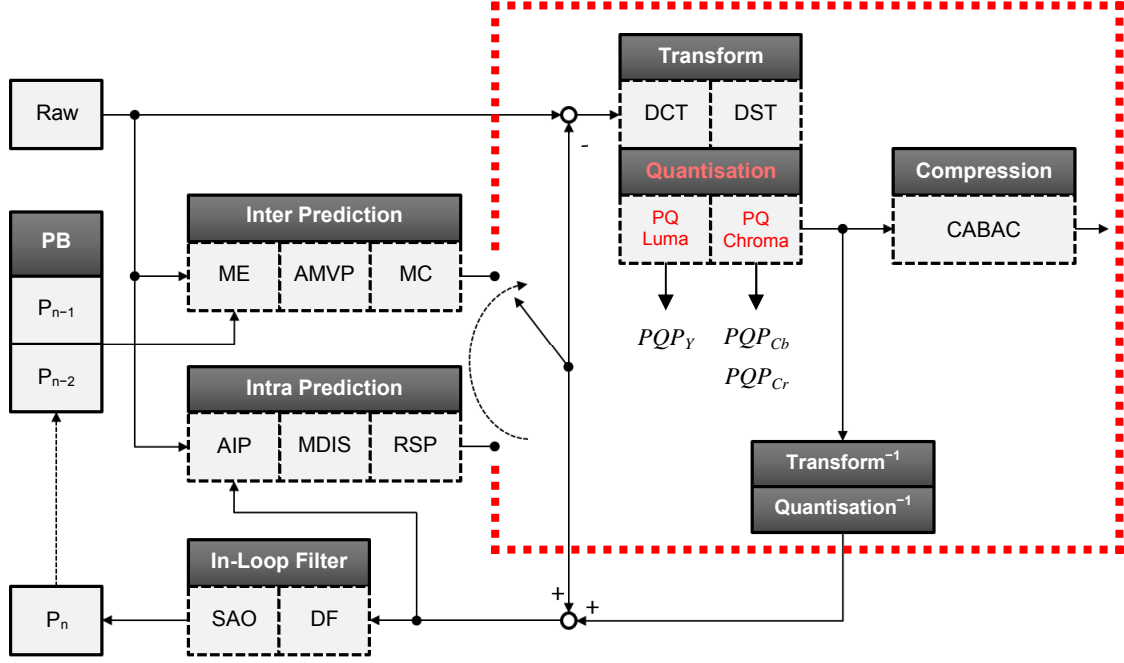 Transform
Raw
DCT
DST
-
Quantisation
Compression
PQ
Luma
PQ
Chroma
CABAC
Inter Prediction
PB
ME
AMVP
MC
Pn−1
Pn−2
PQPY
PQPCb
PQPCr
Intra Prediction
AIP
MDIS
RSP
Transform−1
Quantisation−1
In-Loop Filter
SAO
DF
Pn
+
+